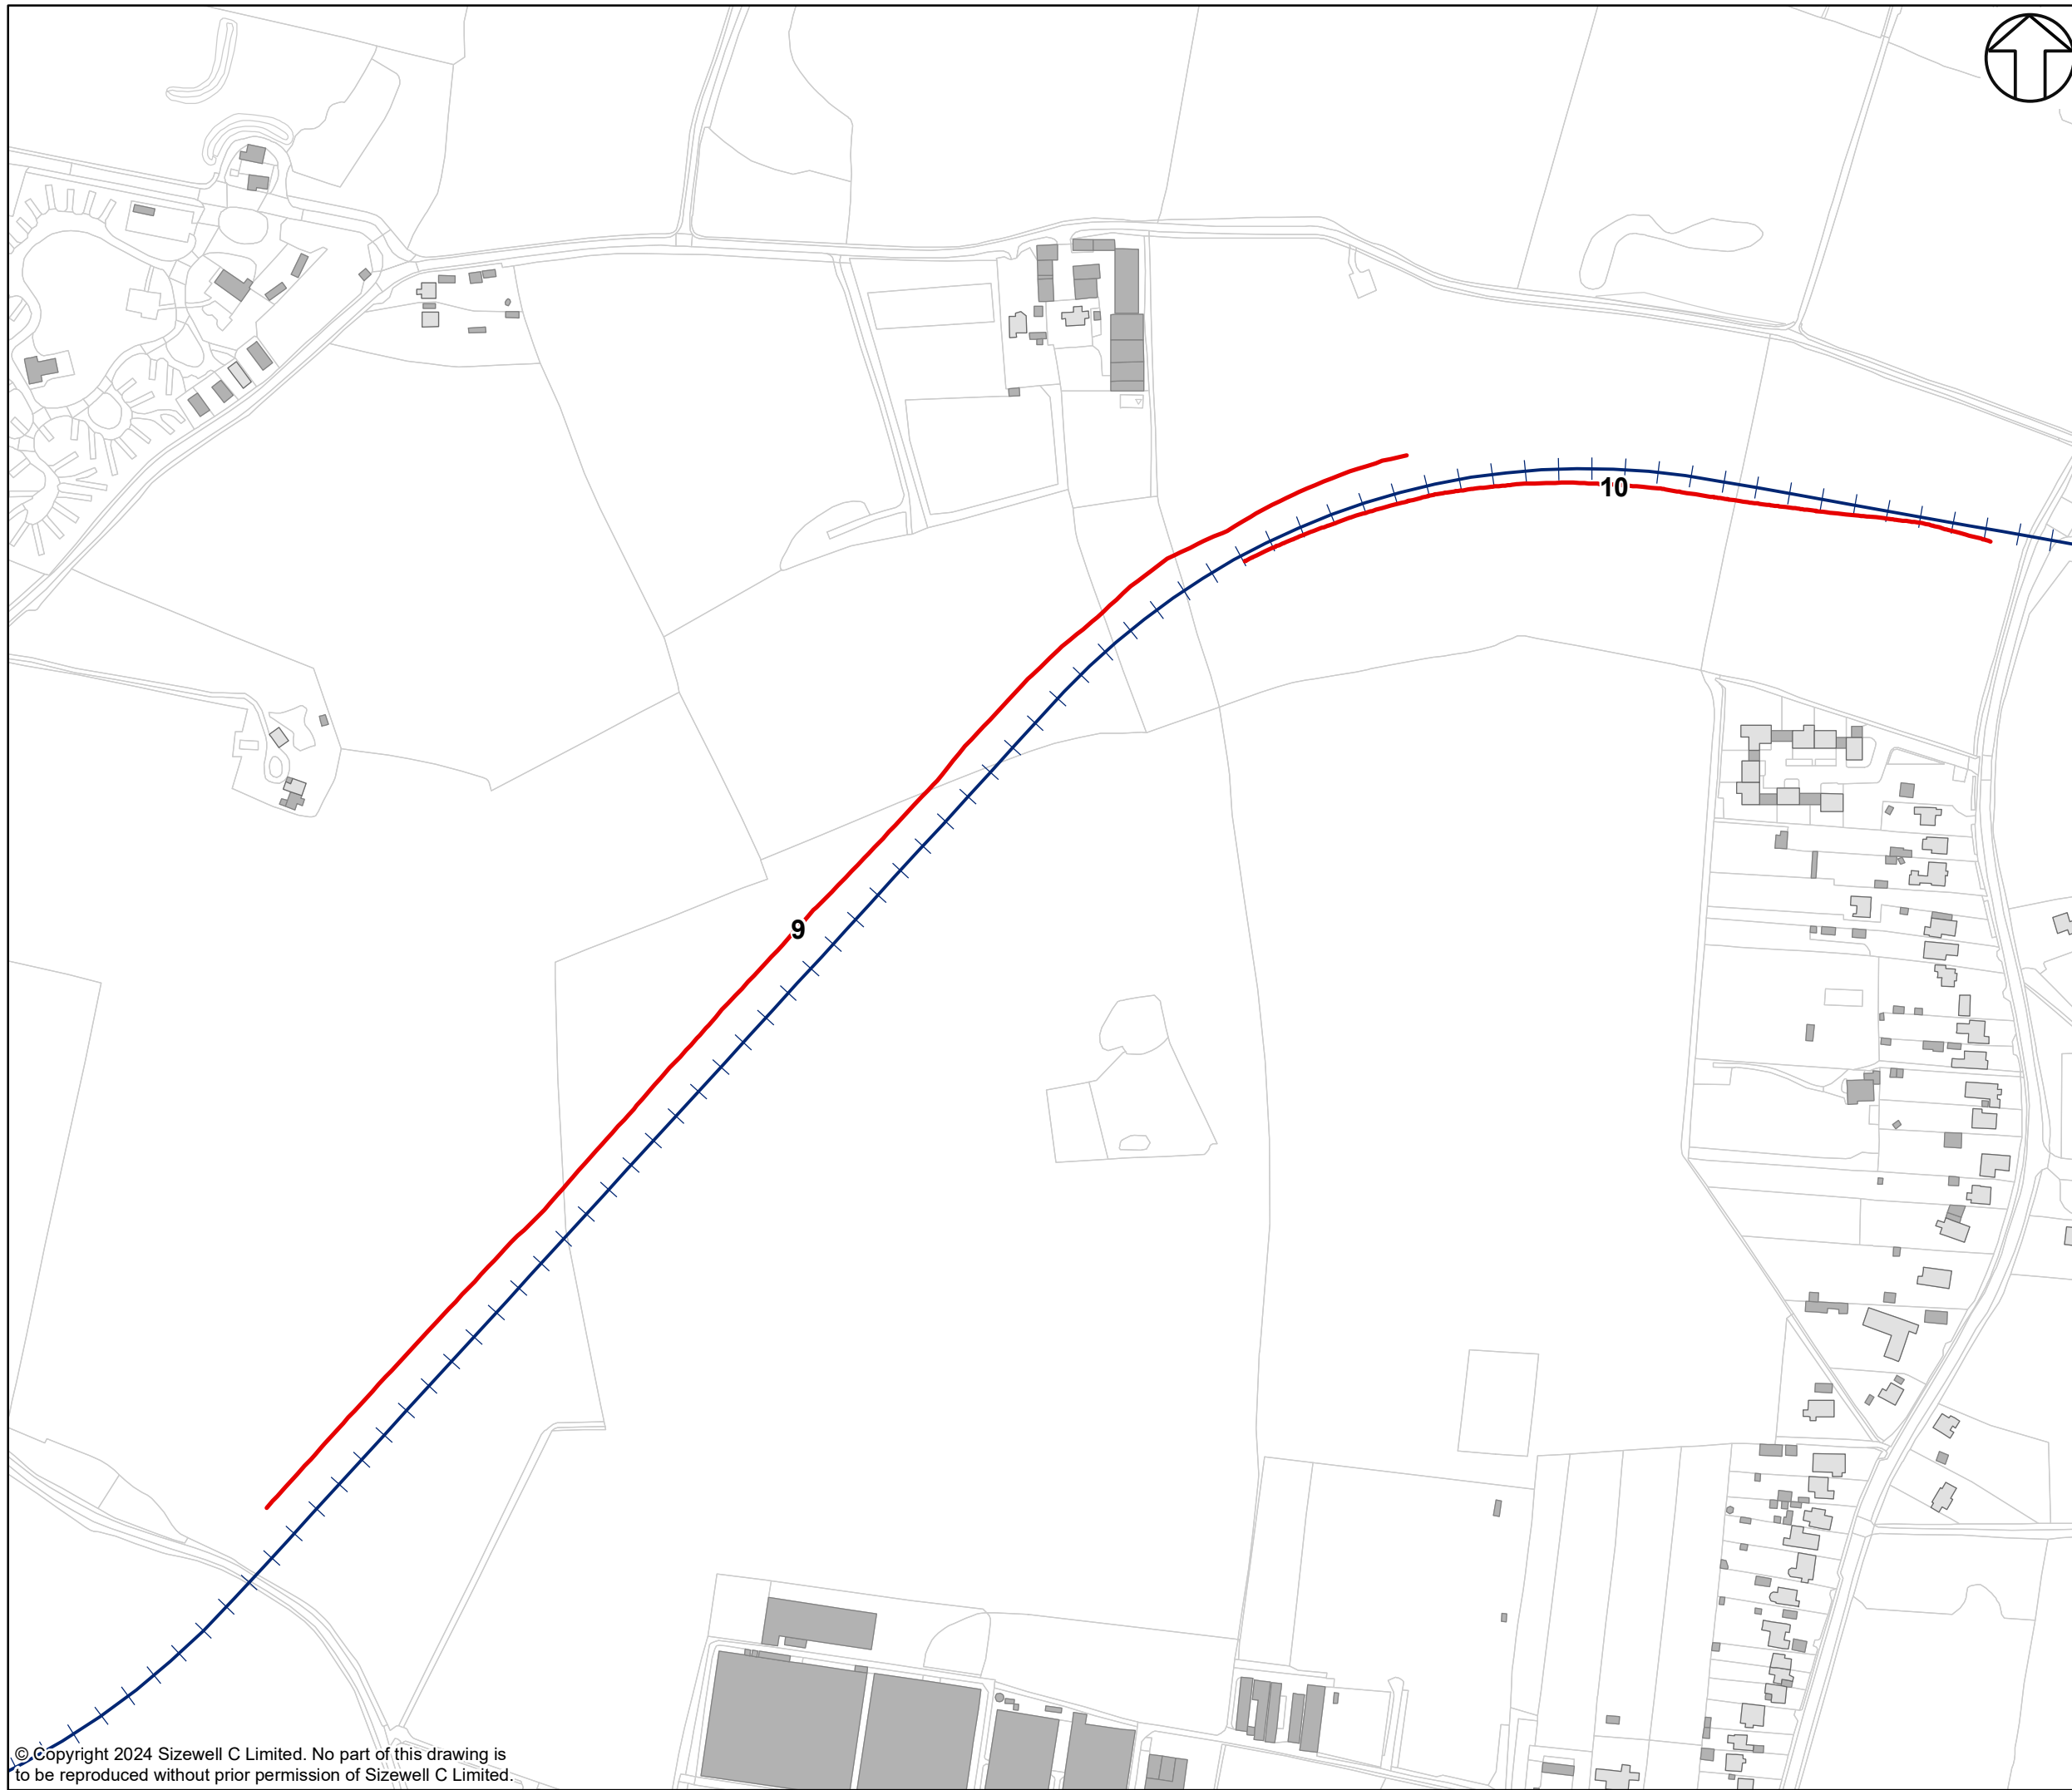 10
9
© Copyright 2024 Sizewell C Limited. No part of this drawing is
to be reproduced without prior permission of Sizewell C Limited.